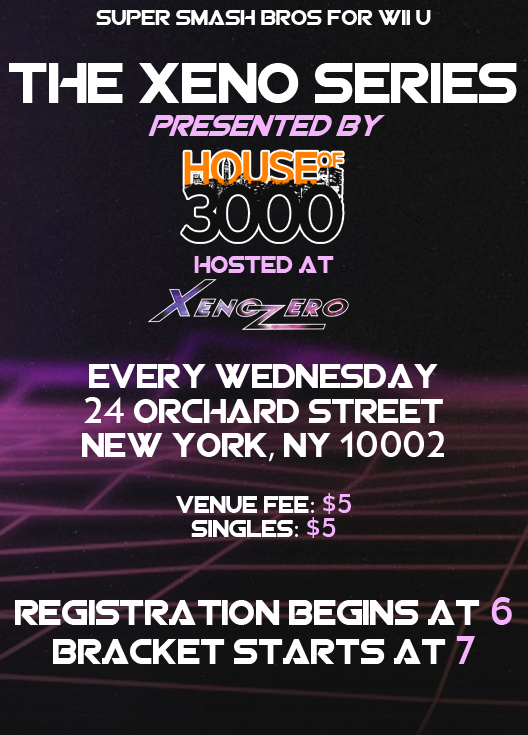 SUPER SMASH BROS FOR WII U
THE XENO SERIES
PRESENTED BY
HOUSE OF
3000
HOSTED AT
XENOZERO
EVERY WEDNESDAY
24 ORCHARD STREET
NEW YORK, NY 10002
VENUE FEE: $5
SINGLES: $5
REGISTRATION BEGINS AT 6
BRACKET STARTS AT 7